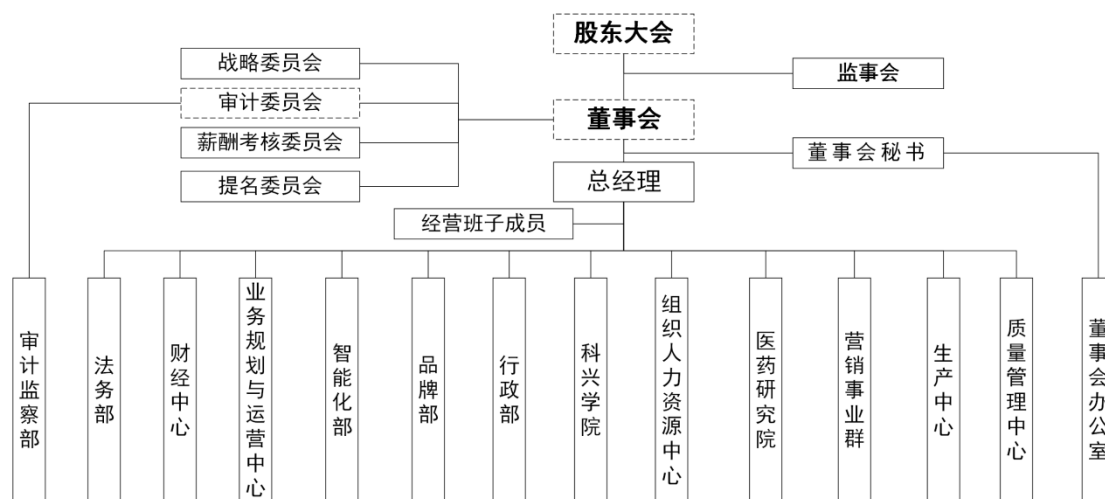 股东大会
战略委员会
监事会
审计委员会
董事会
薪酬考核委员会
董事会秘书
提名委员会
总经理
经营班子成员
审计监察部
法务部
财经中心
业务规划与运营中心
智能化部
品牌部
行政部
科兴学院
组织人力资源中心
医药研究院
营销事业群
生产中心
质量管理中心
董事会办公室